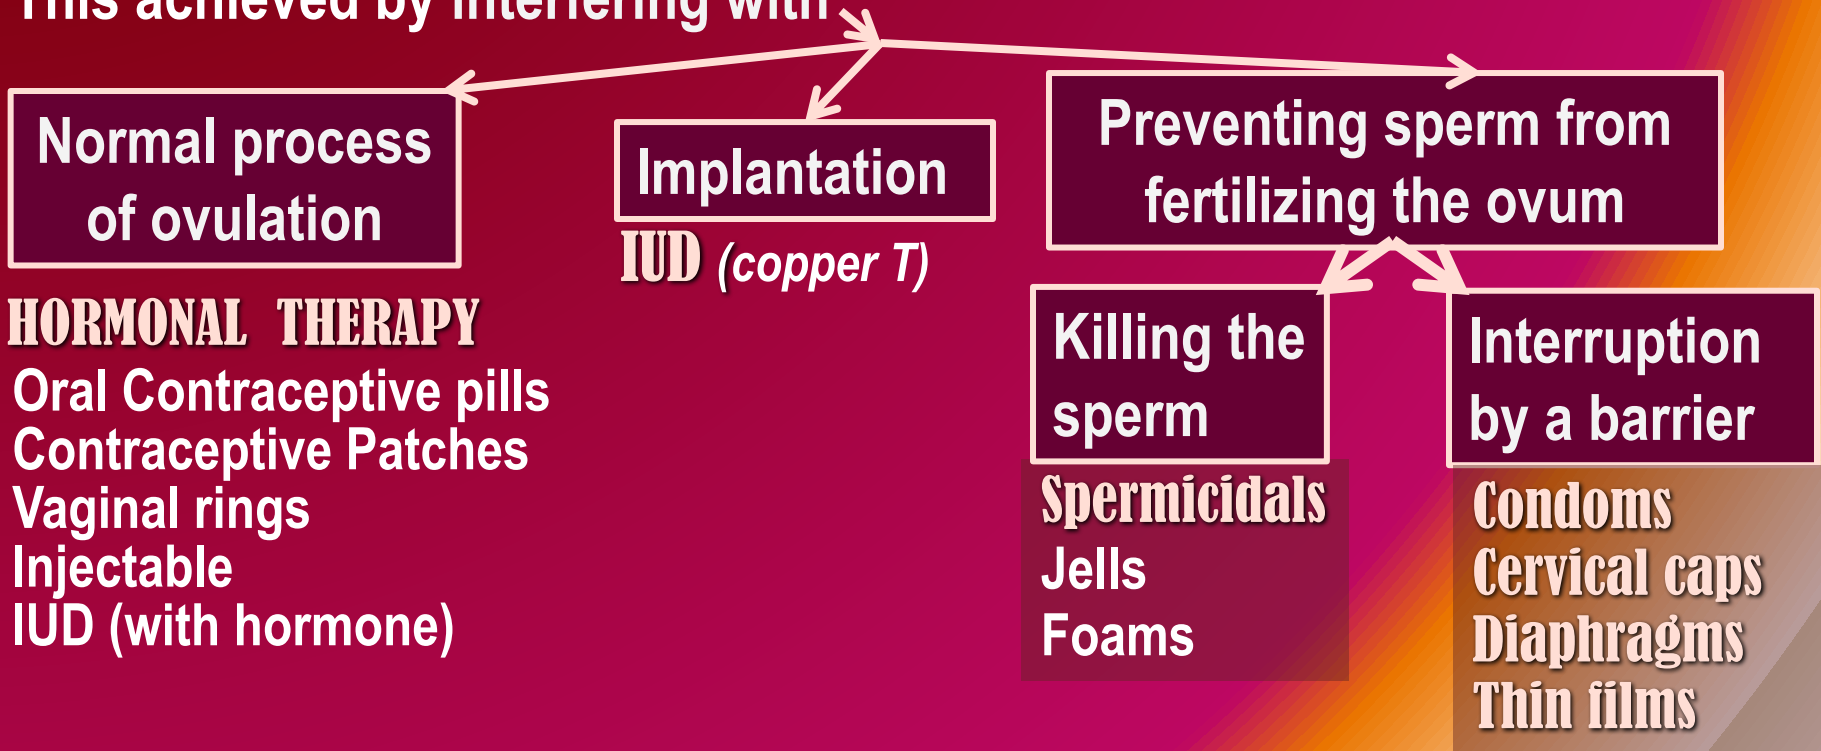 This achieved by interfering with
Normal process
of ovulation
HORMONAL THERAPY
Oral Contraceptive pills
Contraceptive Patches
Vaginal rings
Injectable
IUD (with hormone)
Implantation
IUD (copper T)
Preventing sperm from
fertilizing the ovum
Killing the
sperm
Spermicidals
Jells
Foams
Interruption
by a barrier
Condoms
Cervical caps
Diaphragms
Thin films